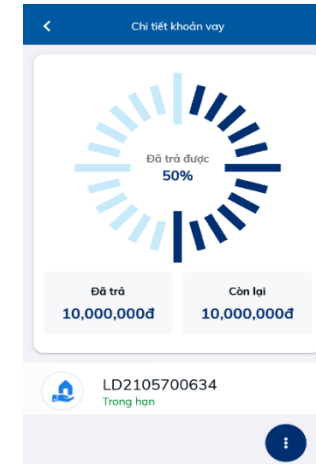 Chi tiết khoản vay
Đã trả được
50%
Đã trả
10,000,000đ
Còn lại
10,000,000đ
LD2105700634
Trong hạn